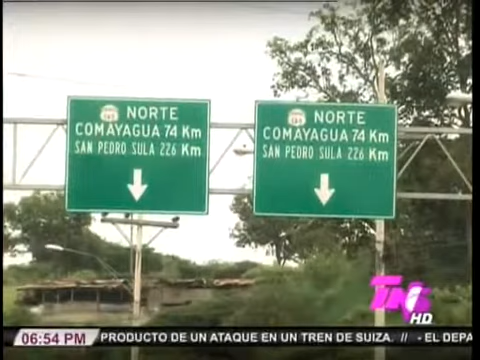 NORTE
COMAYAGUA 74 Km
SAN PEDRO SULA 226 Km
NORTE
COMAYAGUA 74 Km
SAN PEDRO SULA 226 Km
HD
06:54 PM PRODUCTO DE UN ATAQUE EN UN TREN DE SUIZA. // - EL DEPA